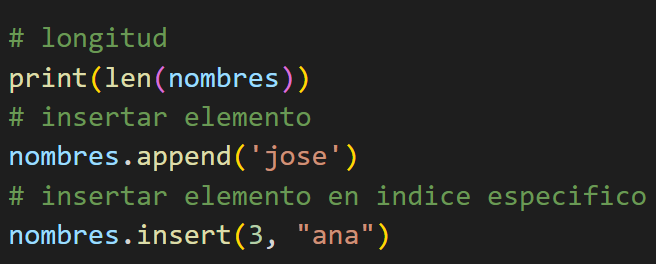 # longitud
print(len(nombres))
# insertar elemento
nombres.append('jose')
# insertar elemento en indice especifico
nombres.insert(3, "ana")